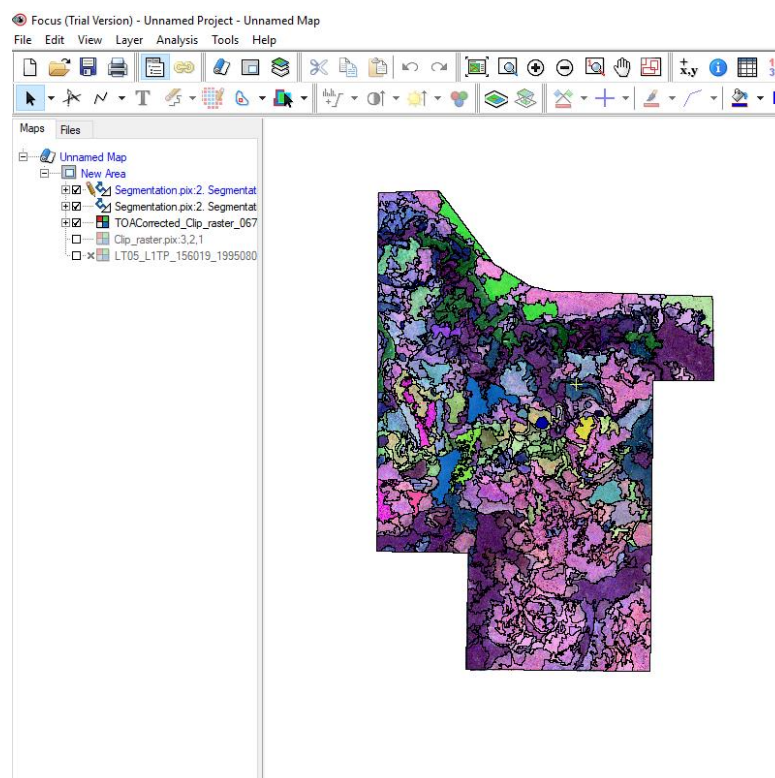 Focus (Trial Version) - Unnamed Project - Unnamed Map
File Edit View Layer Analysis Tools Help
+x,y
T
Maps Files
Unnamed Map
New Area
Segmentation.pix:2. Segmentat
Segmentation.pix:2. Segmentat
TOACorrected_Clip_raster_067
Clip_raster.pix:3,2,1
LT05_L1TP_156019_1995080